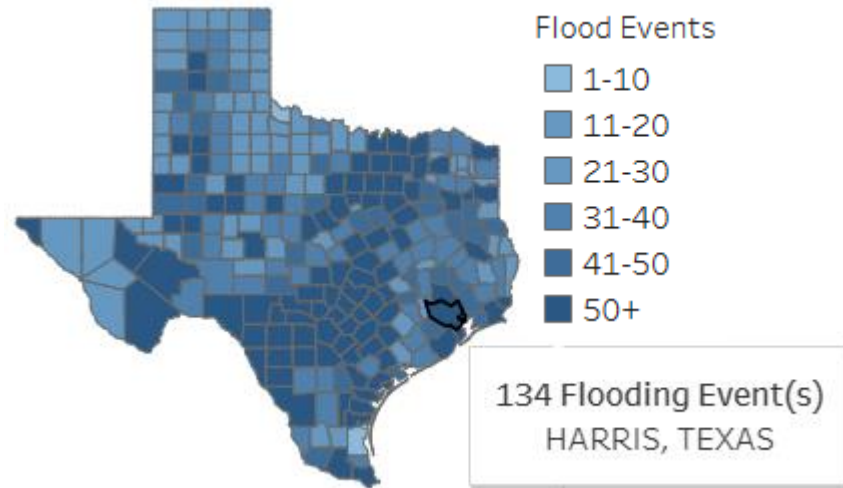 Flood Events
1-10
11-20
21-30
31-40
41-50
50+
134 Flooding Event(s)
HARRIS, TEXAS